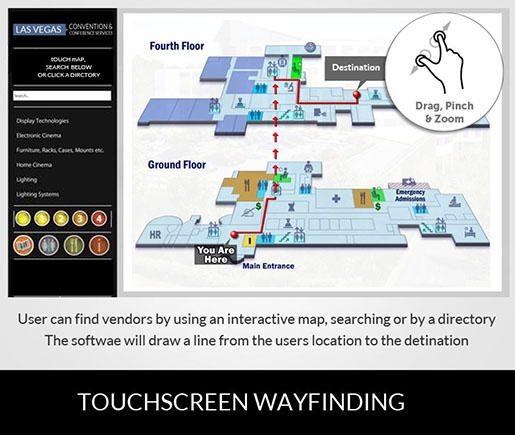 LAS VEGAS CONVENTION &
CONFERENCE SERVICES
tOUCH mAP,
SEARCH BELOW
OR CLICK A DIRCTORY
Search...
Display Technologies
Electronic Cinema
Furniture, Racks, Cases, Mounts etc.
Home Cinema
Lighting
Lighting Systems
2 3 4
Fourth Floor
Destination
Drag, Pinch
& Zoom
Ground Floor
Emergency
Admissions
$
$
HR
You Are
Here
Main Entrance
User can find vendors by using an interactive map, searching or by a directory
The softwae will draw a line from the users location to the detination
TOUCHSCREEN WAYFINDING